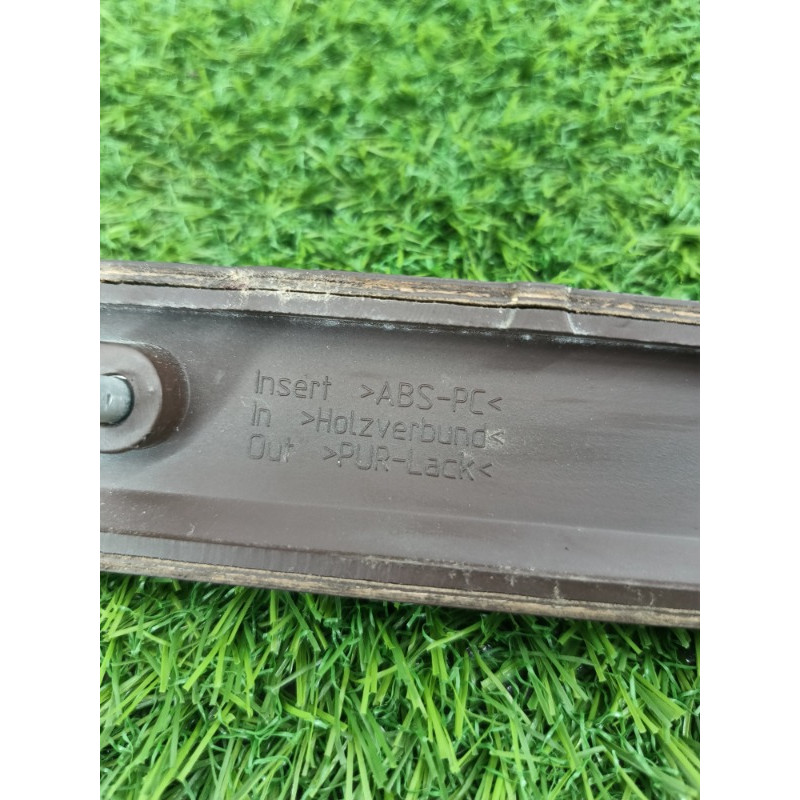 Insert >ABS-PC<
In >Holzverbund<
Out >PUR-Lack<